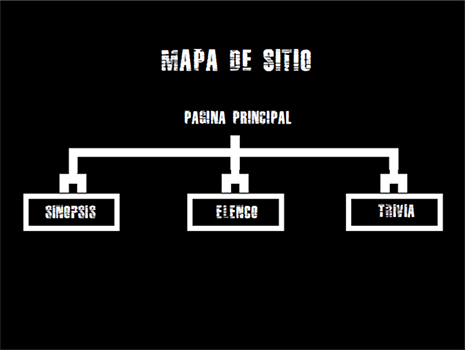 MAPA DE SITIO
PAGINA PRINCIPAL
SINOPSIS
ELENCO
TRIVIA